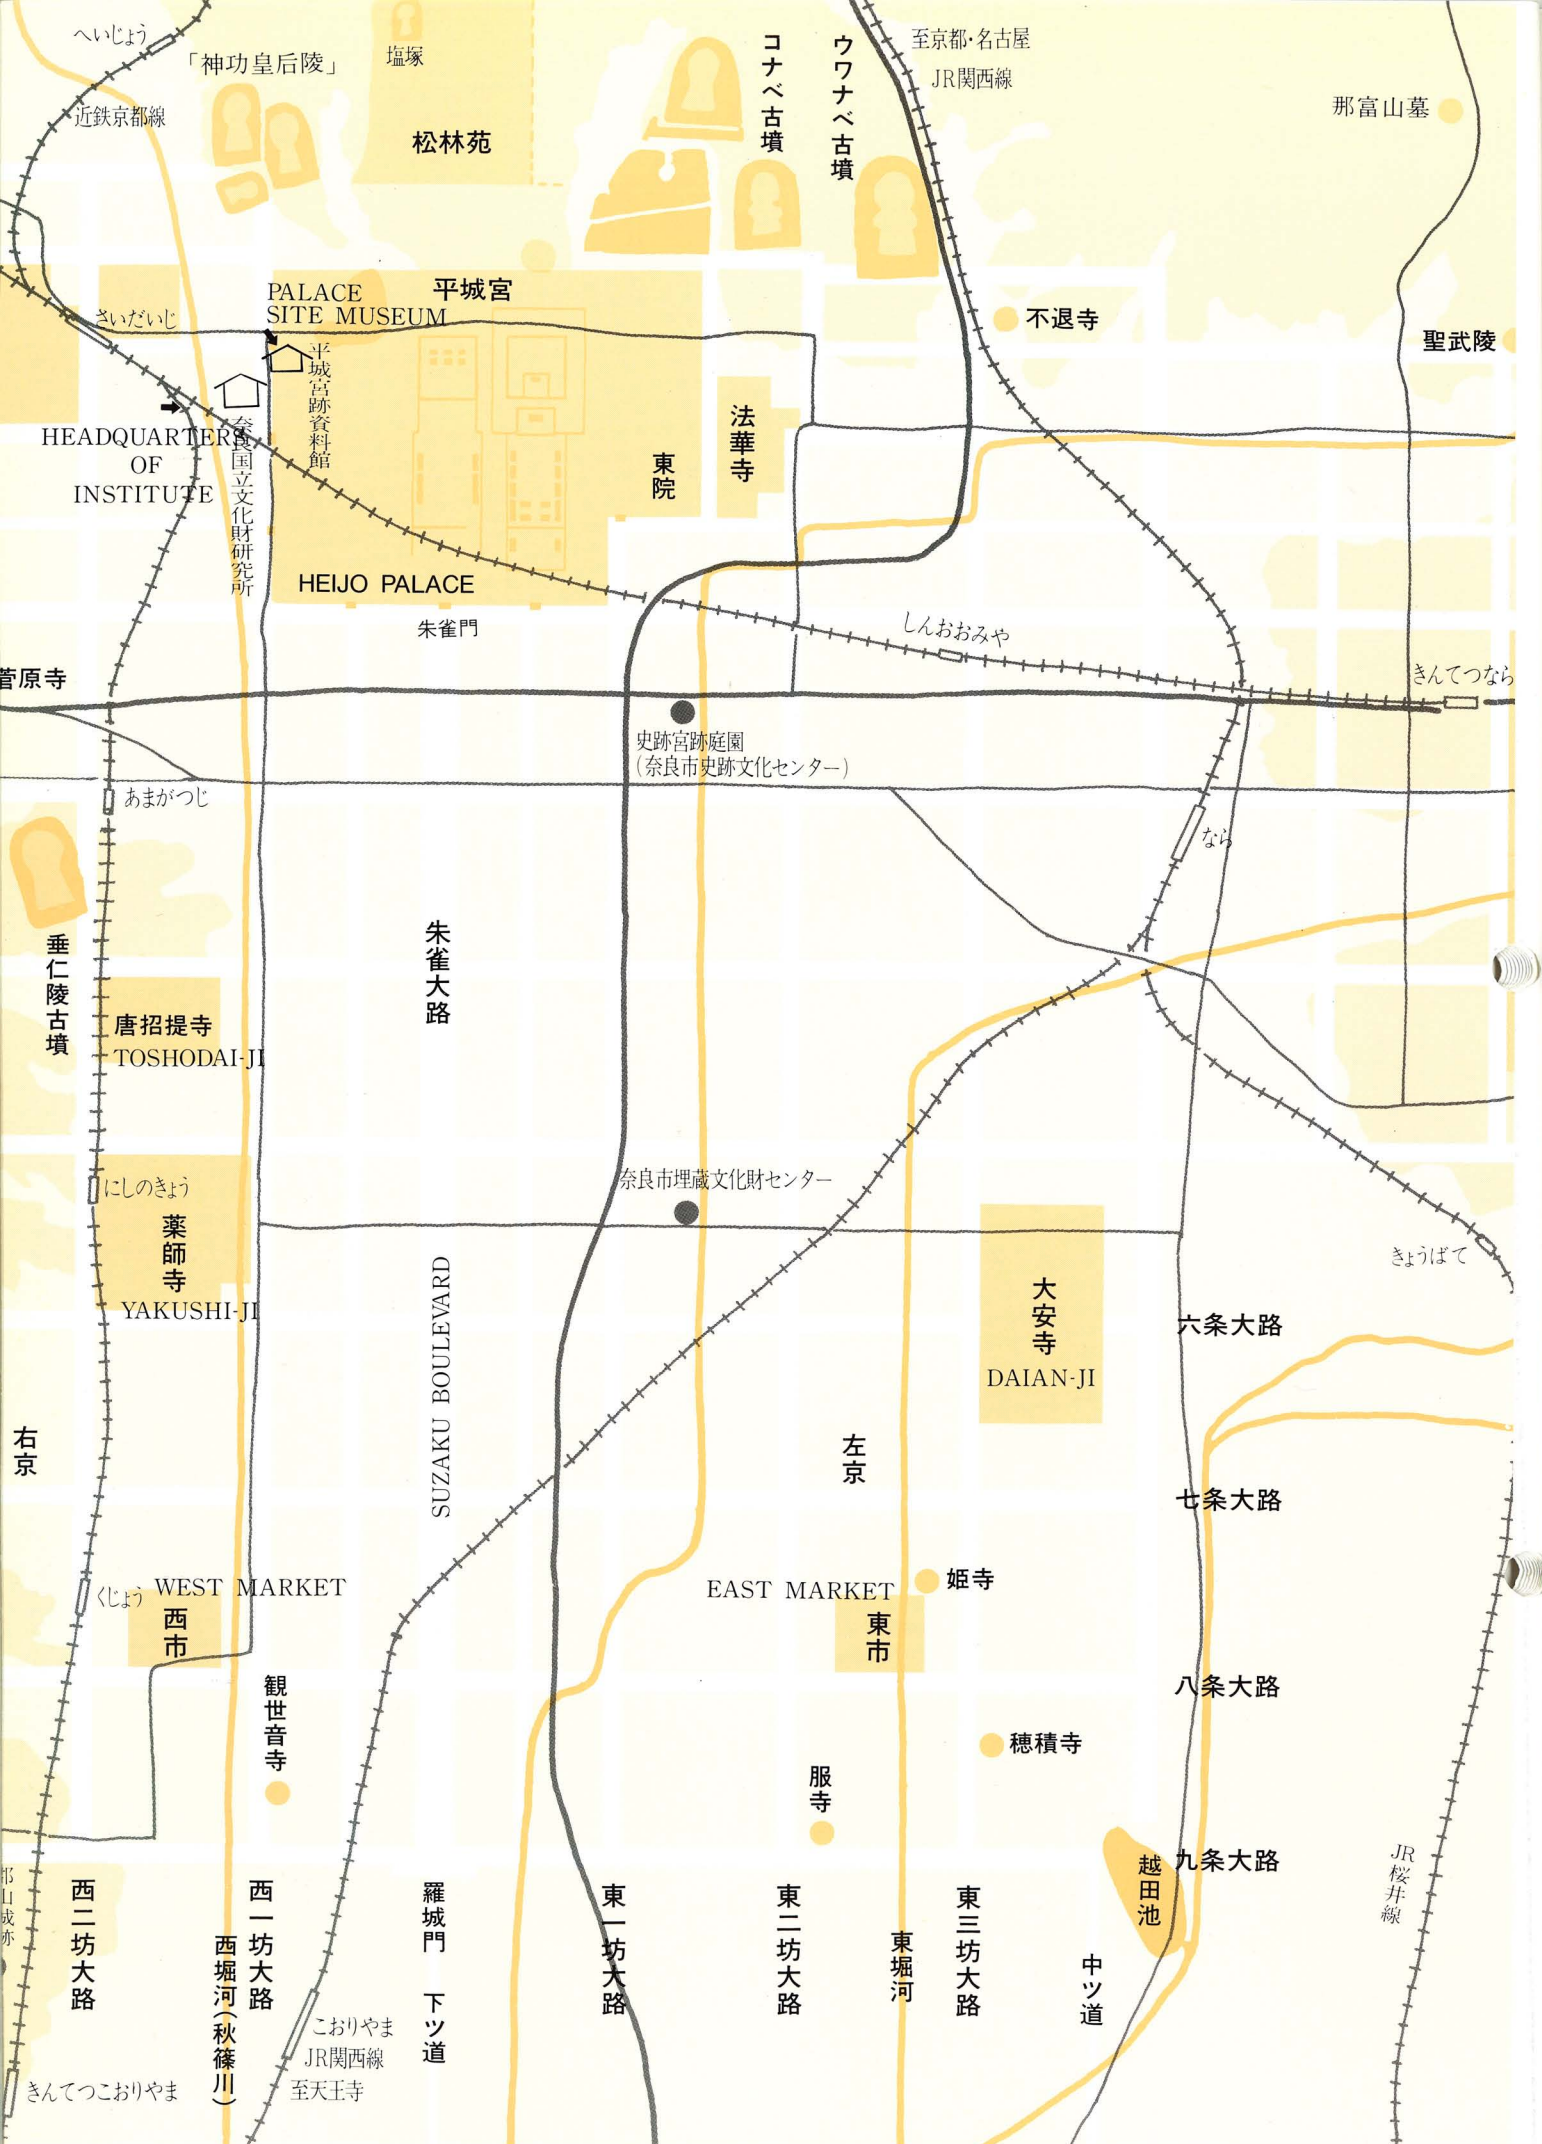 へいじょう
「神功皇后陵」
塩塚
近鉄京都線
松林苑
コナベ古墳
ウワナベ古墳
至京都・名古屋
JR関西線
那富山墓
さいだいじ
PALACE
SITE MUSEUM
平城宮
平城宮跡資料館
不退寺
聖武陵
HEADQUARTERS
OF
INSTITUTE
奈良国立文化財研究所
法華寺
東院
HEIJO PALACE
朱雀門
しんおおみや
きんてつなら
菅原寺
史跡宮跡庭園
(奈良市史跡文化センター)
あまがつじ
なら
垂仁陵古墳
朱雀大路
唐招提寺
TOSHODAI-JI
にしのきょう
奈良市埋蔵文化財センター
薬師寺
YAKUSHI-JI
SUZAKU BOULEVARD
大安寺
DAIAN-JI
きょうばて
六条大路
右京
左京
七条大路
くじょう
WEST MARKET
西市
EAST MARKET
東市
姫寺
観世音寺
八条大路
穂積寺
服寺
越田池
九条大路
JR桜井線
郡山城跡
西二坊大路
西一坊大路
西堀河(秋篠川)
羅城門
下ツ道
東一坊大路
東二坊大路
東堀河
東三坊大路
中ツ道
こおりやま
JR関西線
至天王寺
きんてつこおりやま